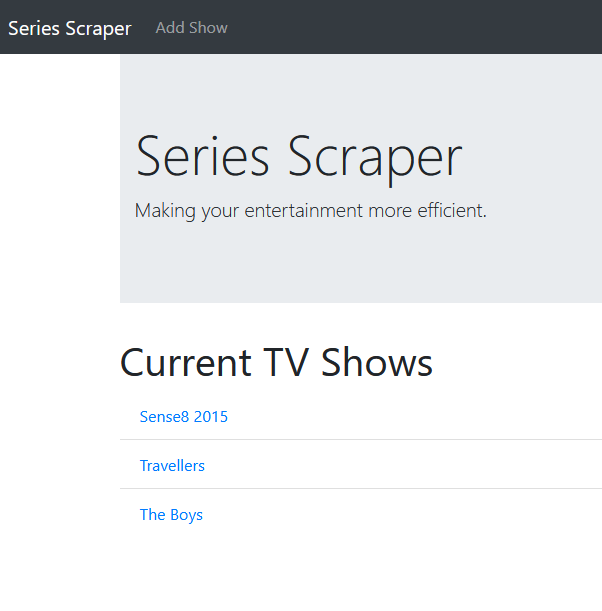 Series Scraper Add Show
Series Scraper
Making your entertainment more efficient.
Current TV Shows
Sense8 2015
Travellers
The Boys